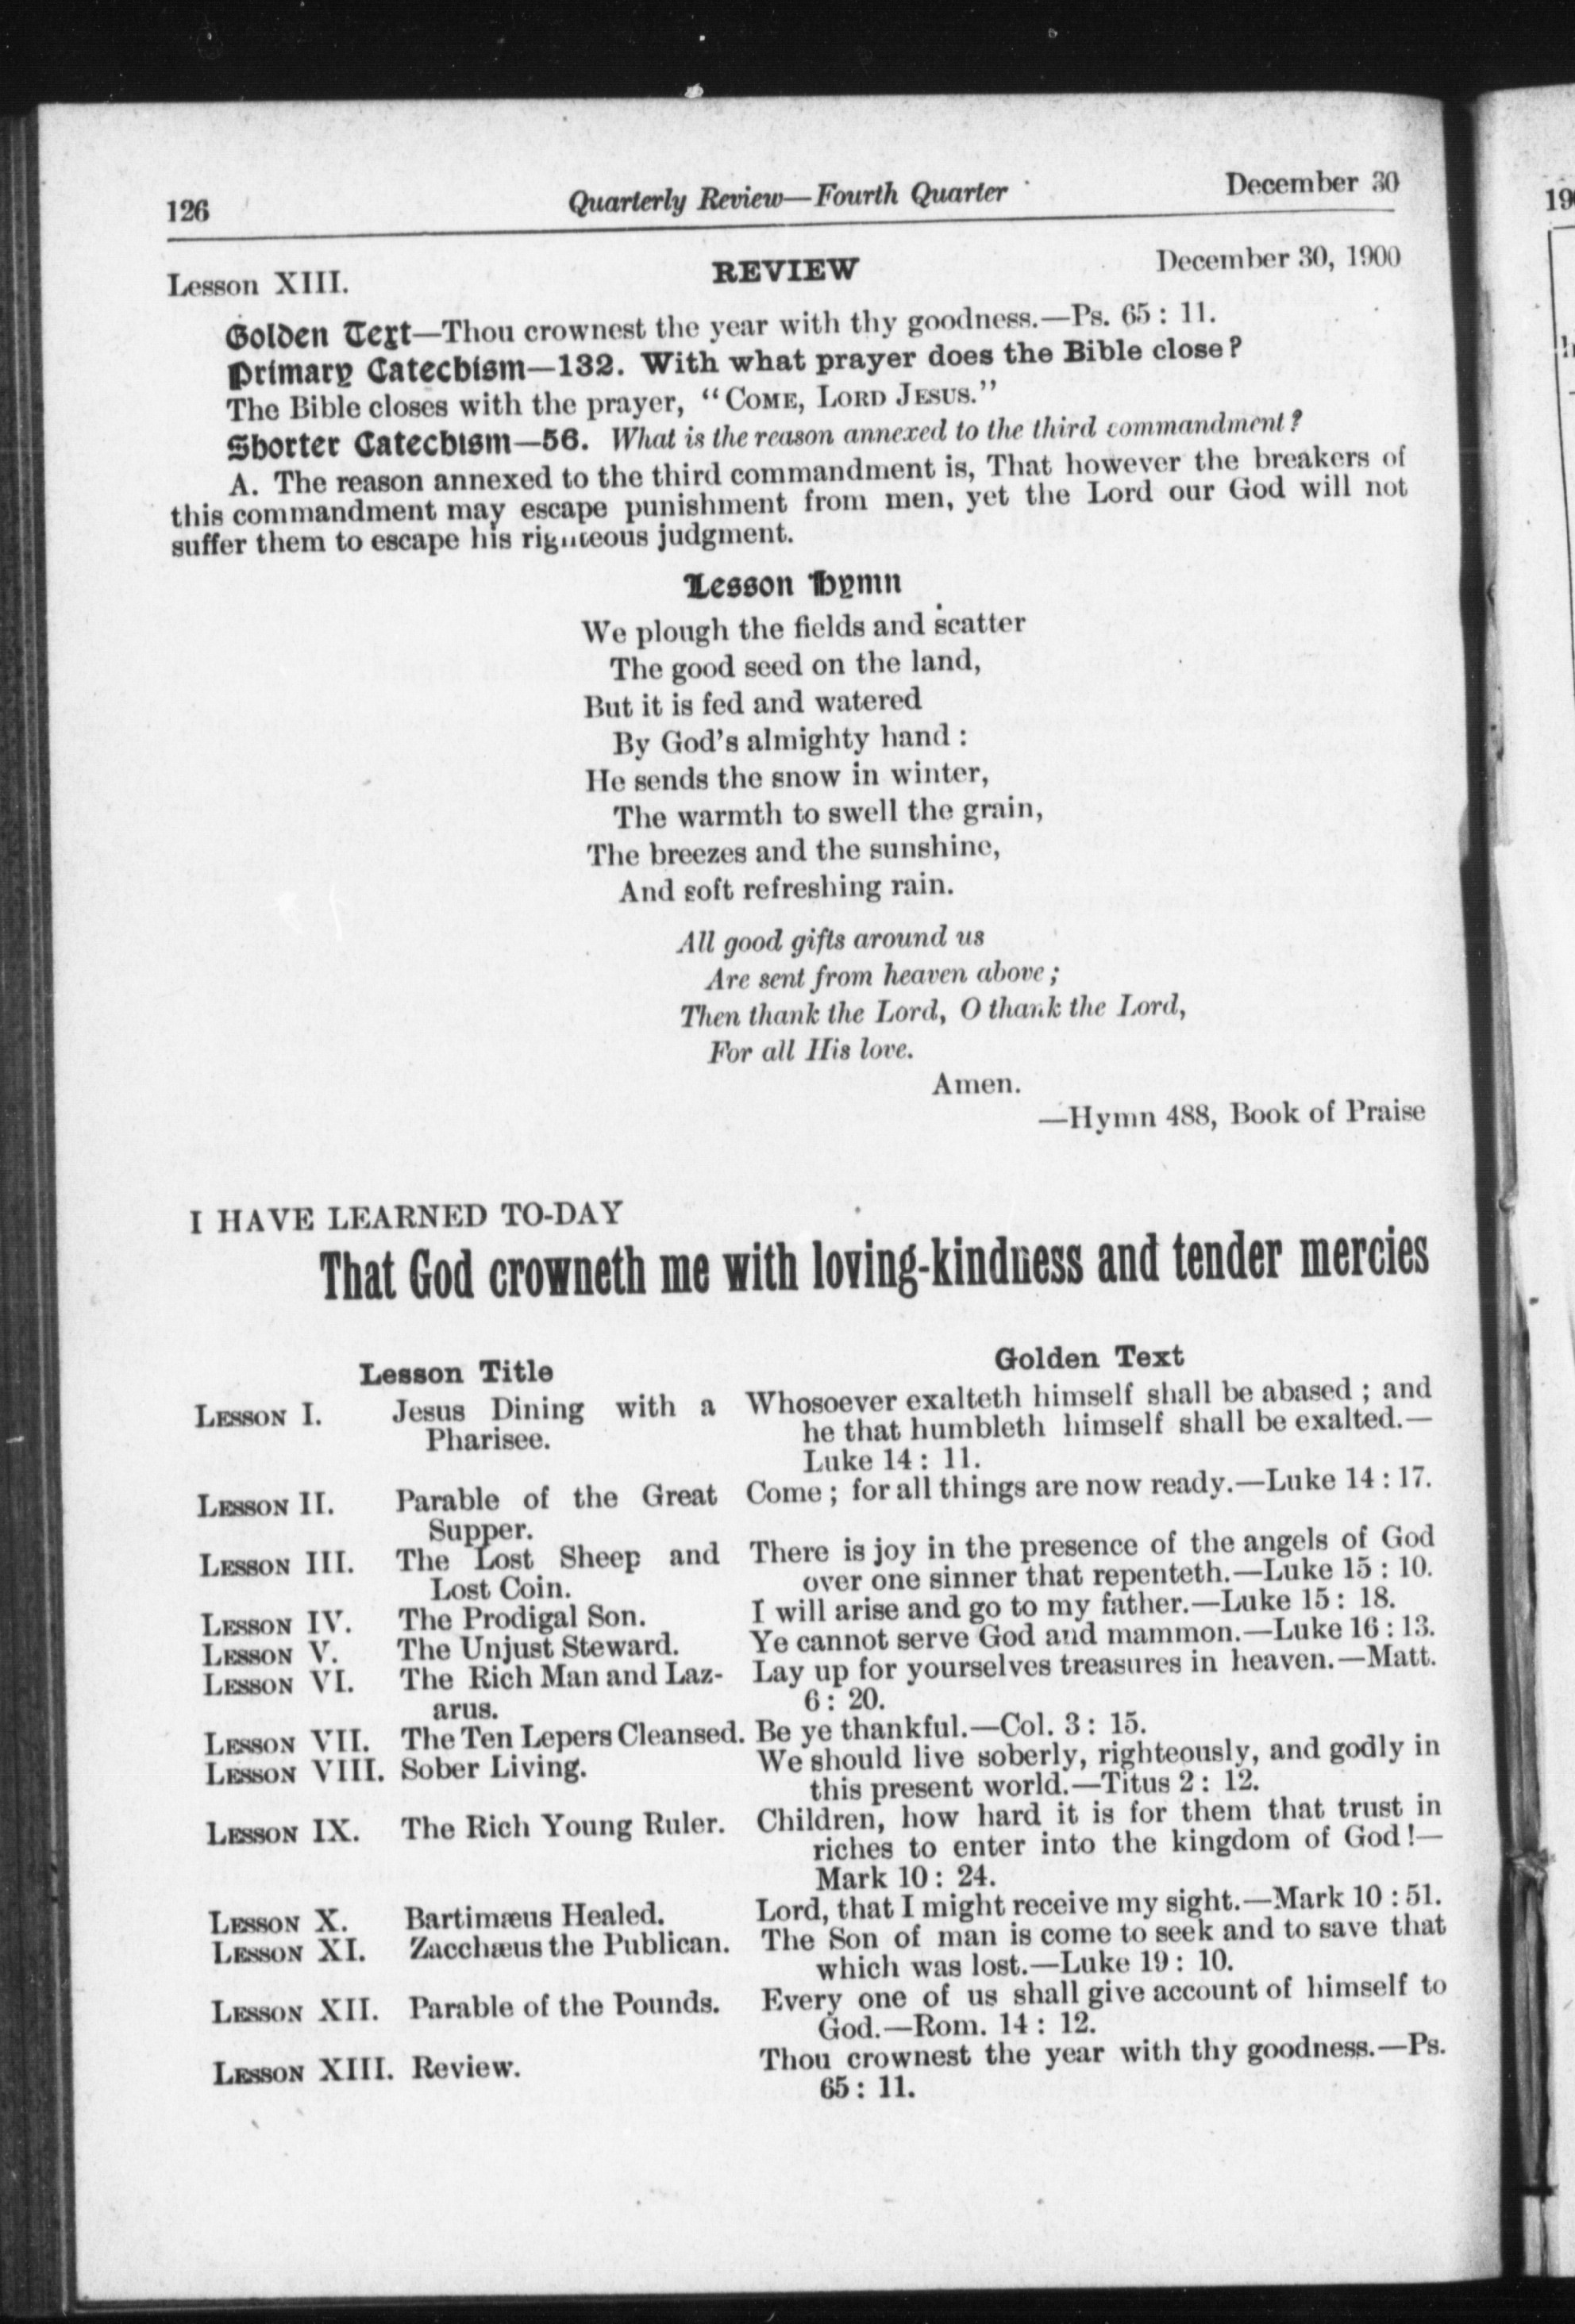 126 Quarterly Review—Fourth Quarter December 30
Lesson XIII. REVIEW December 30, 1900
Golden Text—Thou crownest the year with thy goodness.—Ps. 65 : 11.
Primary Catechism—132. With what prayer does the Bible close?
The Bible closes with the prayer, "COME, LORD JESUS."
Shorter Catechism—56. What is the reason annexed to the third commandment?
A. The reason annexed to the third commandment is, That however the breakers of
this commandment may escape punishment from men, yet the Lord our God will not
suffer them to escape his righteous judgment.
Lesson Hymn
We plough the fields and scatter
The good seed on the land,
But it is fed and watered
By God's almighty hand :
He sends the snow in winter,
The warmth to swell the grain,
The breezes and the sunshine,
And soft refreshing rain.
All good gifts around us
Are sent from heaven above ;
Then thank the Lord, O thank the Lord,
For all His love.
Amen.
—Hymn 488, Book of Praise
I HAVE LEARNED TO-DAY
That God crowneth me with loving-kindness and tender mercies
Lesson Title Golden Text
LESSON I. Jesus Dining with a Whosoever exalteth himself shall be abased ; and
Pharisee. he that humbleth himself shall be exalted.—
Luke 14 : 11.
LESSON II. Parable of the Great Come ; for all things are now ready.—Luke 14 : 17.
Supper.
LESSON III. The Lost Sheep and There is joy in the presence of the angels of God
Lost Coin. over one sinner that repenteth.—Luke 15 : 10.
LESSON IV. The Prodigal Son. I will arise and go to my father.—Luke 15 : 18.
LESSON V. The Unjust Steward. Ye cannot serve God and mammon.—Luke 16 : 13.
LESSON VI. The Rich Man and Laz- Lay up for yourselves treasures in heaven.—Matt.
arus. 6 : 20.
LESSON VII. The Ten Lepers Cleansed. Be ye thankful.—Col. 3 : 15.
LESSON VIII. Sober Living. We should live soberly, righteously, and godly in
this present world.—Titus 2 : 12.
LESSON IX. The Rich Young Ruler. Children, how hard it is for them that trust in
riches to enter into the kingdom of God !—
Mark 10 : 24.
LESSON X. Bartimæus Healed. Lord, that I might receive my sight.—Mark 10 : 51.
LESSON XI. Zacchæus the Publican. The Son of man is come to seek and to save that
which was lost.—Luke 19 : 10.
LESSON XII. Parable of the Pounds. Every one of us shall give account of himself to
God.—Rom. 14 : 12.
LESSON XIII. Review. Thou crownest the year with thy goodness.—Ps.
65 : 11.